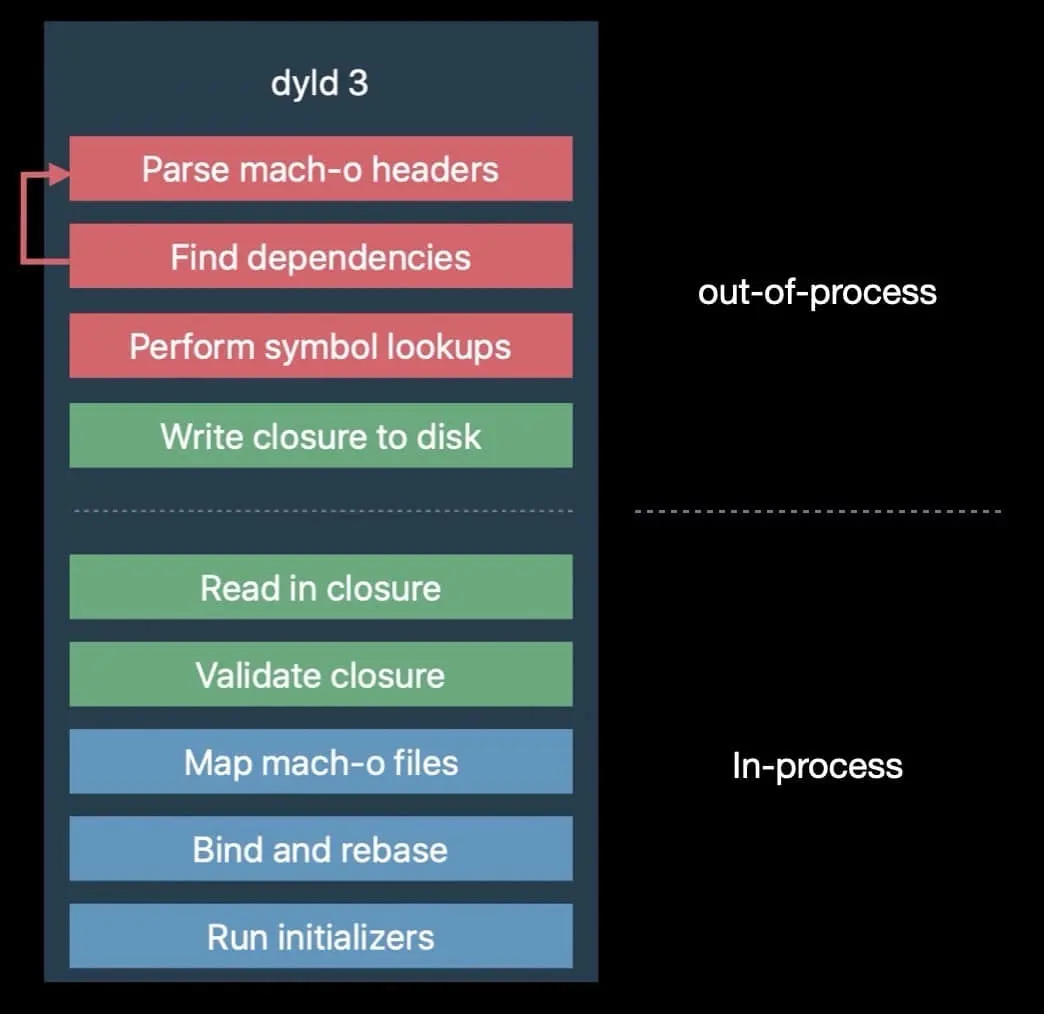 dyld 3
Parse mach-o headers
Find dependencies
out-of-process
Perform symbol lookups
Write closure to disk
Read in closure
Validate closure
Map mach-o files
In-process
Bind and rebase
Run initializers